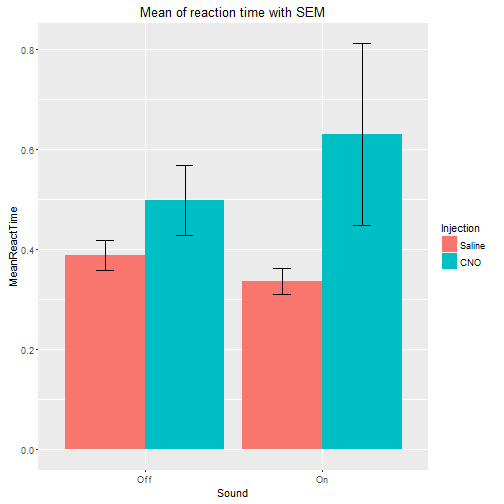 Mean of reaction time with SEM
MeanReactTime
0.8
0.6
0.4
0.2
0.0
Off
On
Sound
Injection
Saline
CNO